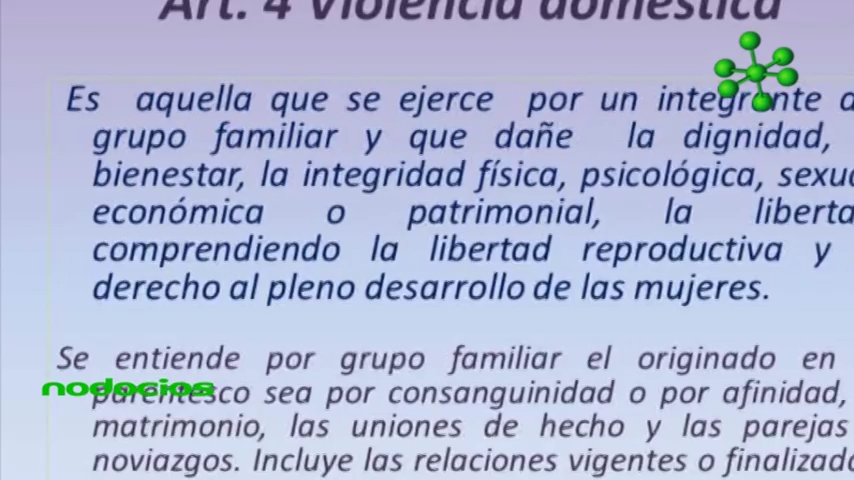 Art. 4 Violencia doméstica
Es aquella que se ejerce por un integrante
grupo familiar y que dañe la dignidad,
bienestar, la integridad física, psicológica,
económica o patrimonial, la
comprendiendo la libertad reproductiva y
derecho al pleno desarrollo de las mujeres.
Se entiende por grupo familiar el originado en
nodocios
parentesco sea por consanguinidad o por afinidad,
matrimonio, las uniones de hecho y las parejas
noviazgos. Incluye las relaciones vigentes o